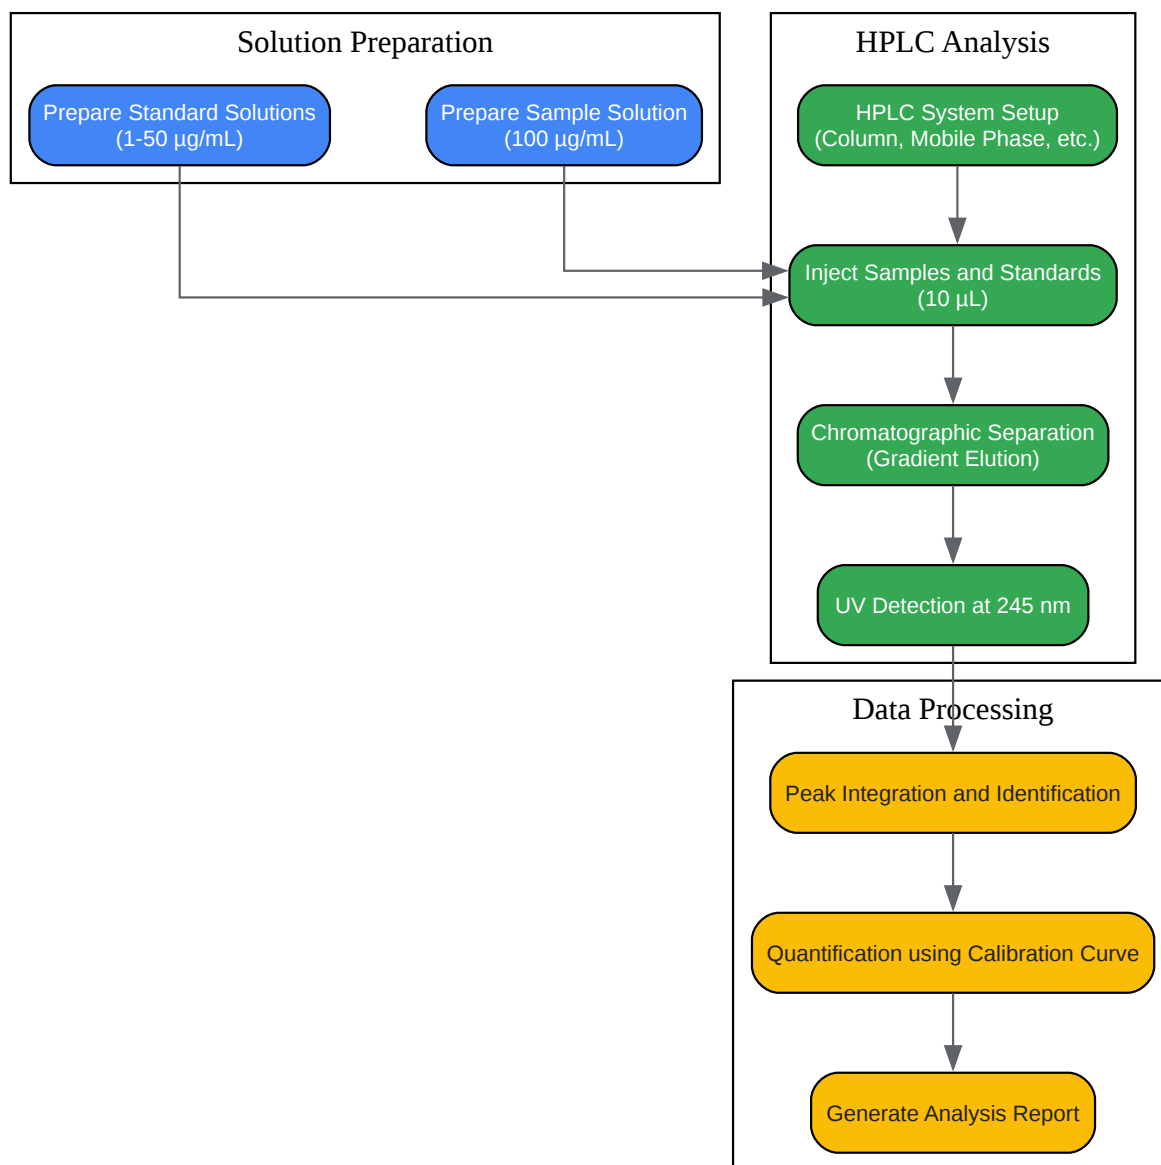 Solution Preparation
Prepare Standard Solutions
(1-50 µg/mL)
Prepare Sample Solution
(100 µg/mL)
HPLC Analysis
HPLC System Setup
(Column, Mobile Phase, etc.)
Inject Samples and Standards
(10 µL)
Chromatographic Separation
(Gradient Elution)
UV Detection at 245 nm
Data Processing
Peak Integration and Identification
Quantification using Calibration Curve
Generate Analysis Report